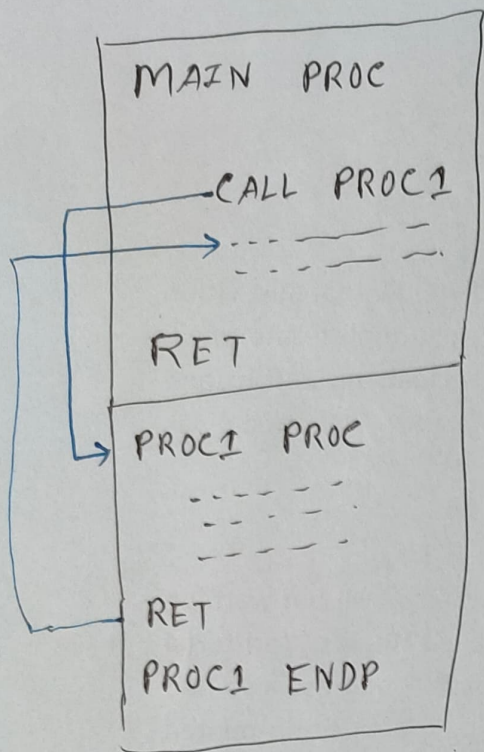 MAIN PROC
CALL PROC1
RET
PROC1 PROC
RET
PROC1 ENDP